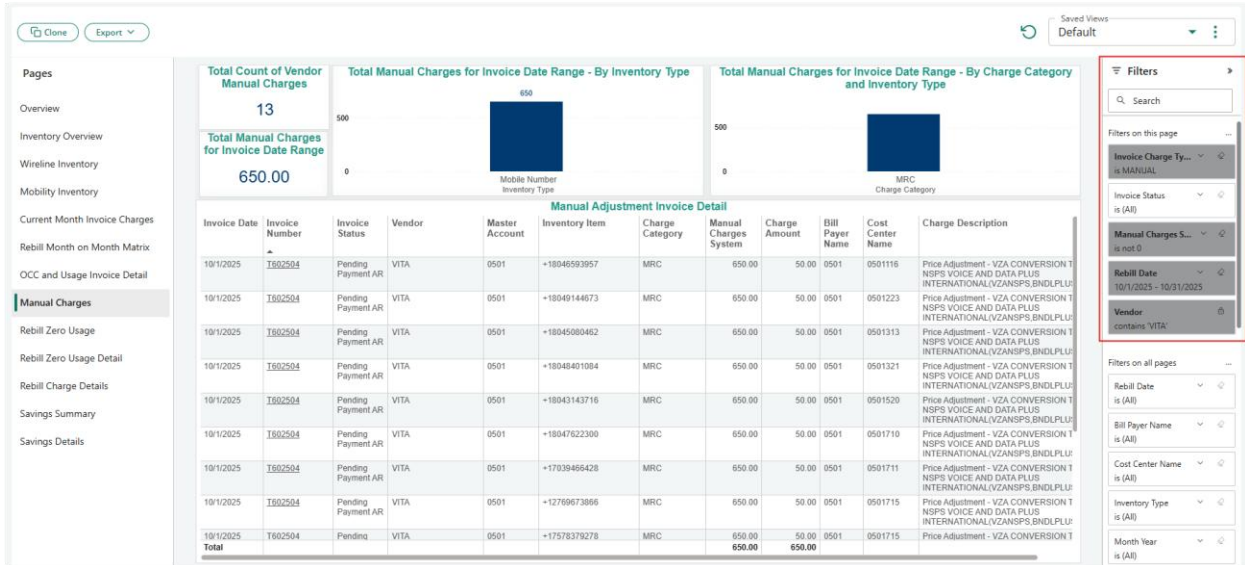 Clone
Export
Saved Views
Default
Pages
Overview
Inventory Overview
Wireline Inventory
Mobility Inventory
Current Month Invoice Charges
Rebill Month on Month Matrix
OCC and Usage Invoice Detail
Manual Charges
Rebill Zero Usage
Rebill Zero Usage Detail
Rebill Charge Details
Savings Summary
Savings Details
Total Count of Vendor
Manual Charges
13
Total Manual Charges
for Invoice Date Range
650.00
Total Manual Charges for Invoice Date Range - By Inventory Type
650
500
0
Mobile Number
Inventory Type
Total Manual Charges for Invoice Date Range - By Charge Category
and Inventory Type
500
0
MRC
Charge Category
Manual Adjustment Invoice Detail
Invoice Date Invoice Number Invoice Status Vendor Master Account Inventory Item Charge Category Manual Charges System Charge Amount Bill Payer Name Cost Center Name Charge Description
10/1/2025 T602504 Pending Payment AR VITA 0501 +18046593957 MRC 650.00 50.00 0501 0501116 Price Adjustment - VZA CONVERSION T
NSPS VOICE AND DATA PLUS
INTERNATIONAL(VZANSPS,BNDLPLU
10/1/2025 T602504 Pending Payment AR VITA 0501 +18049144673 MRC 650.00 50.00 0501 0501223 Price Adjustment - VZA CONVERSION T
NSPS VOICE AND DATA PLUS
INTERNATIONAL(VZANSPS,BNDLPLU
10/1/2025 T602504 Pending Payment AR VITA 0501 +18045080462 MRC 650.00 50.00 0501 0501313 Price Adjustment - VZA CONVERSION T
NSPS VOICE AND DATA PLUS
INTERNATIONAL(VZANSPS,BNDLPLU
10/1/2025 T602504 Pending Payment AR VITA 0501 +18048401084 MRC 650.00 50.00 0501 0501321 Price Adjustment - VZA CONVERSION T
NSPS VOICE AND DATA PLUS
INTERNATIONAL(VZANSPS,BNDLPLU
10/1/2025 T602504 Pending Payment AR VITA 0501 +18043143716 MRC 650.00 50.00 0501 0501520 Price Adjustment - VZA CONVERSION T
NSPS VOICE AND DATA PLUS
INTERNATIONAL(VZANSPS,BNDLPLU
10/1/2025 T602504 Pending Payment AR VITA 0501 +18047622300 MRC 650.00 50.00 0501 0501710 Price Adjustment - VZA CONVERSION T
NSPS VOICE AND DATA PLUS
INTERNATIONAL(VZANSPS,BNDLPLU
10/1/2025 T602504 Pending Payment AR VITA 0501 +17039466428 MRC 650.00 50.00 0501 0501711 Price Adjustment - VZA CONVERSION T
NSPS VOICE AND DATA PLUS
INTERNATIONAL(VZANSPS,BNDLPLU
10/1/2025 T602504 Pending Payment AR VITA 0501 +12769673866 MRC 650.00 50.00 0501 0501715 Price Adjustment - VZA CONVERSION T
NSPS VOICE AND DATA PLUS
INTERNATIONAL(VZANSPS,BNDLPLU
10/1/2025 T602504 Pending VITA 0501 +17578379278 MRC 650.00 50.00 0501 0501715 Price Adjustment - VZA CONVERSION T
Total 650.00 650.00
Filters
Search
Filters on this page ...
Invoice Charge Ty...
is MANUAL
Invoice Status
is (All)
Manual Charges S...
is not 0
Rebill Date
10/1/2025 - 10/31/2025
Vendor
contains 'VITA'
Filters on all pages ...
Rebill Date
is (All)
Bill Payer Name
is (All)
Cost Center Name
is (All)
Inventory Type
is (All)
Month Year
is (All)